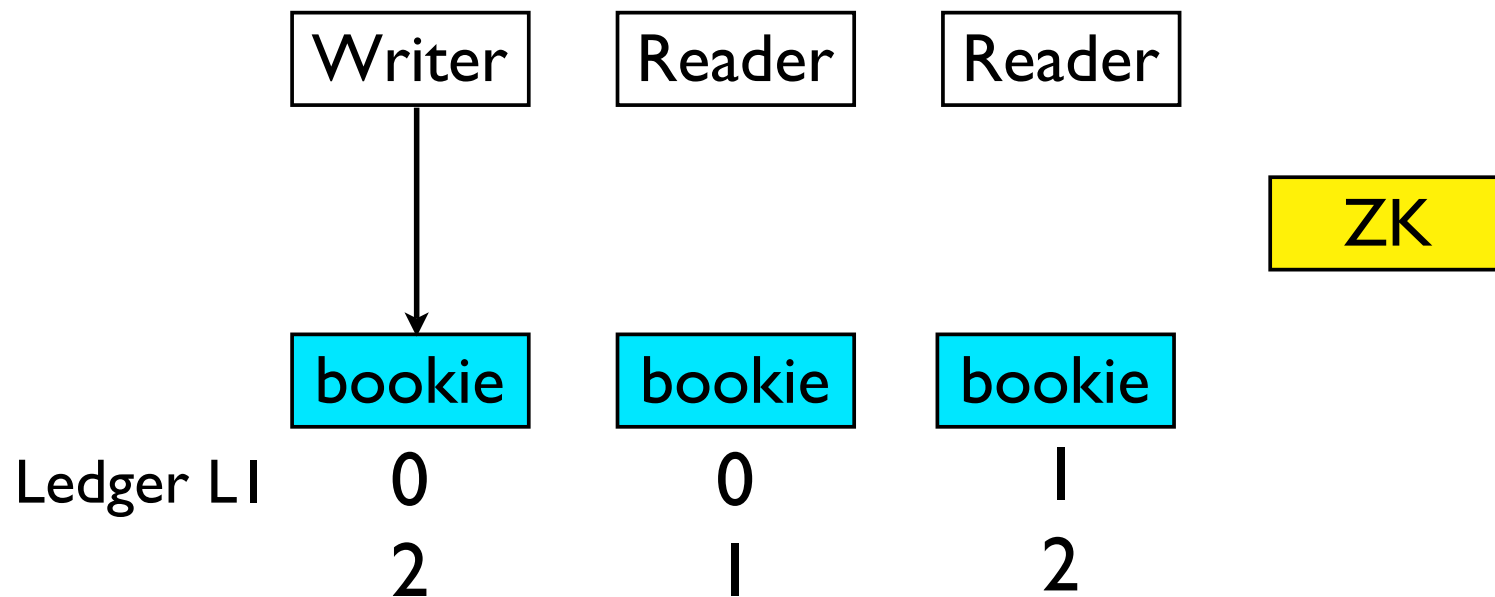 Writer Reader Reader
ZK
bookie bookie bookie
Ledger L1 0 0 1
2 1 2